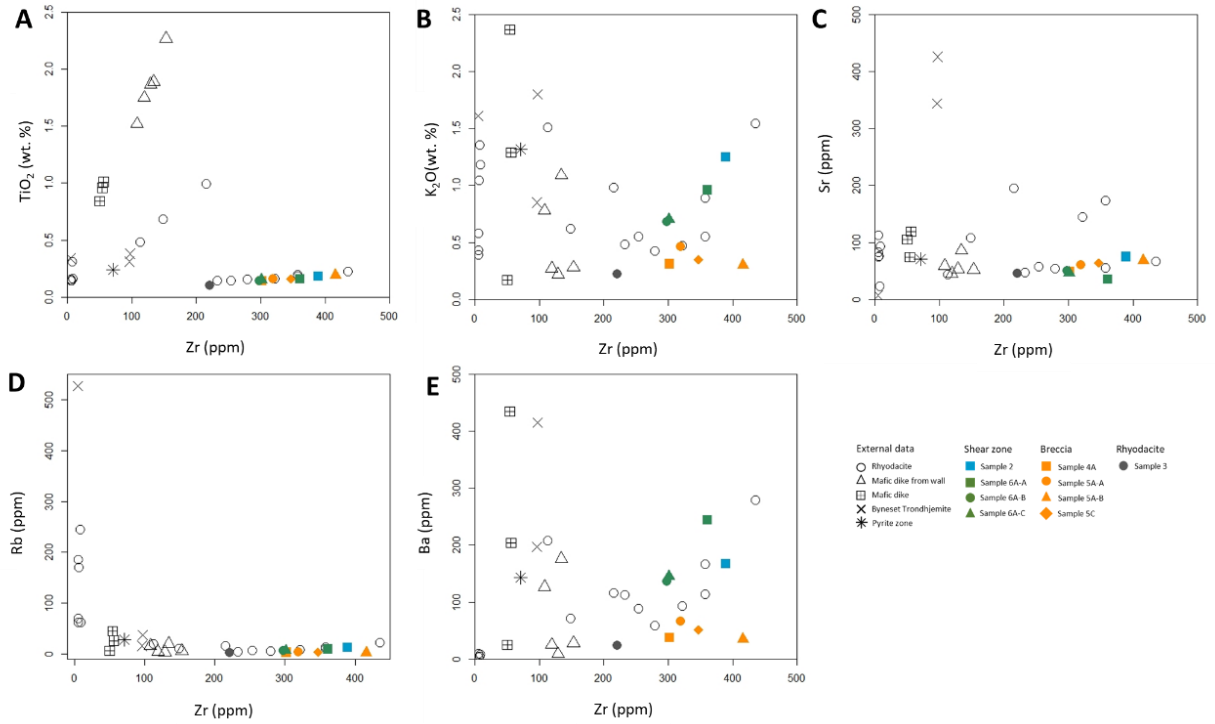 A
TiO2 (wt. %)
2.5
2.0
1.5
1.0
0.5
0.0
0 100 200 300 400 500
Zr (ppm)
B
K2O(wt. %)
2.5
2.0
1.5
1.0
0.5
0.0
0 100 200 300 400 500
Zr (ppm)
C
Sr (ppm)
500
400
300
200
100
0
0 100 200 300 400 500
Zr (ppm)
D
Rb (ppm)
500
400
300
200
100
0
0 100 200 300 400
Zr (ppm)
E
Ba (ppm)
500
400
300
200
100
0
0 100 200 300 400 500
Zr (ppm)
External data
Rhyodacite
Mafic dike from wall
Mafic dike
Byneset Trondhjemite
Pyrite zone
Shear zone
Sample 2
Sample 6A-A
Sample 6A-B
Sample 6A-C
Breccia
Sample 4A
Sample 5A-A
Sample 5A-B
Sample 5C
Rhyodacite
Sample 3